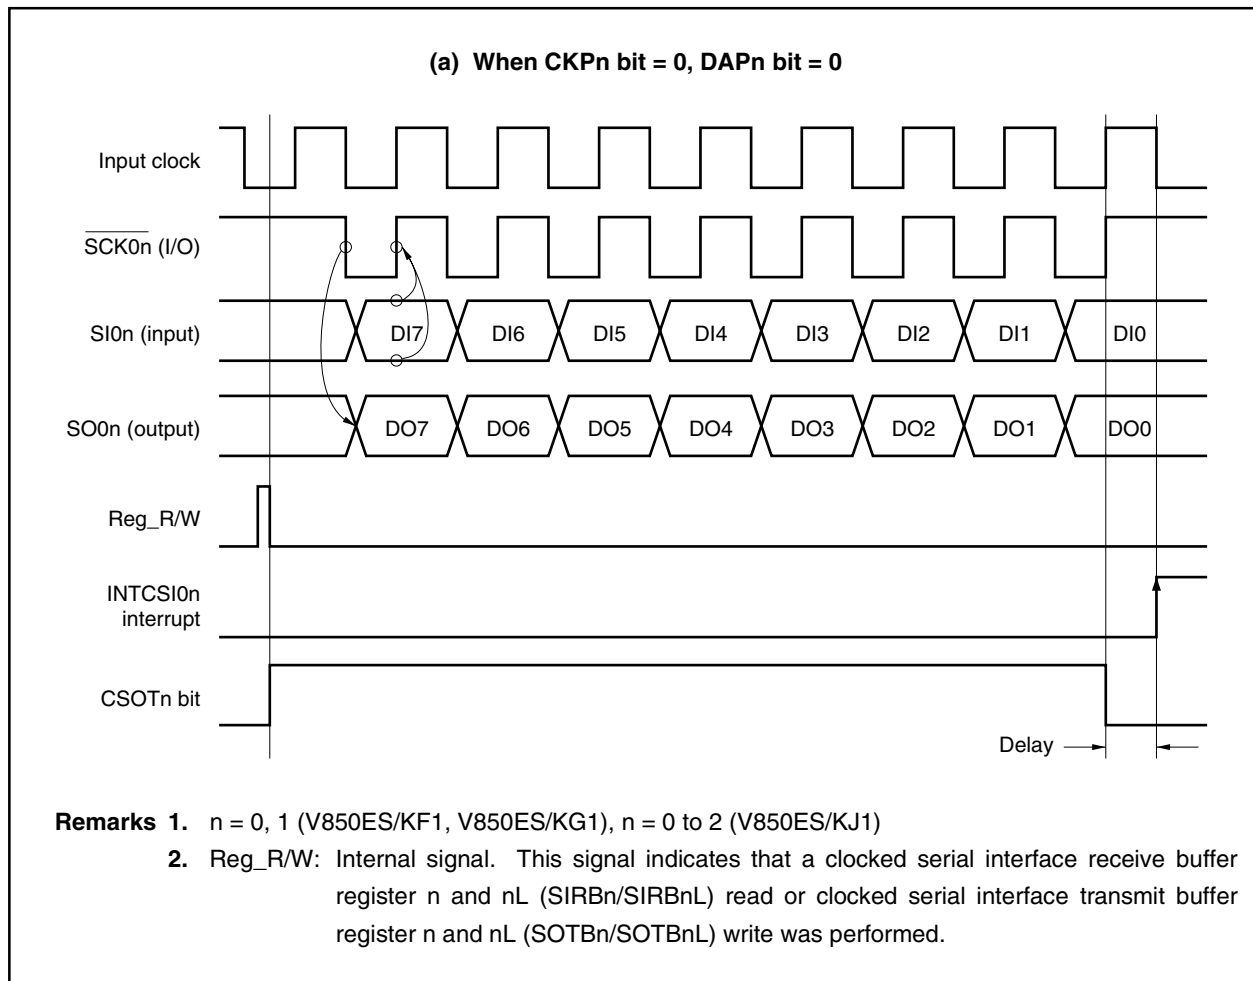 (a) When CKPn bit = 0, DAPn bit = 0
Input clock
SCK0n (I/O)
SI0n (input)
DI7 DI6 DI5 DI4 DI3 DI2 DI1 DI0
SO0n (output)
DO7 DO6 DO5 DO4 DO3 DO2 DO1 DO0
Reg_R/W
INTCSI0n
interrupt
CSOTn bit
Delay
Remarks 1. n = 0, 1 (V850ES/KF1, V850ES/KG1), n = 0 to 2 (V850ES/KJ1)
2. Reg_R/W: Internal signal. This signal indicates that a clocked serial interface receive buffer
register n and nL (SIRBn/SIRBnL) read or clocked serial interface transmit buffer
register n and nL (SOTBn/SOTBnL) write was performed.